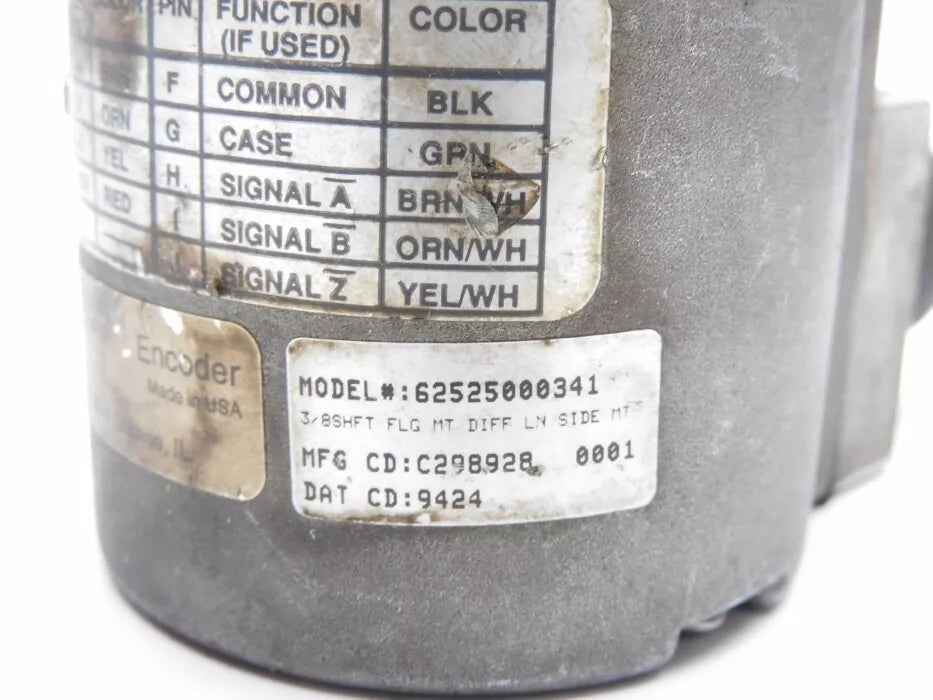 COLOR PIN FUNCTION (IF USED) COLOR
F COMMON BLK
ORN G CASE GRN
YEL H SIGNAL A̅ BRN/WH
RED I SIGNAL B̅ ORN/WH
SIGNAL Z̅ YEL/WH
Encoder
Made in USA
IL
MODEL#:62525000341
3/8SHFT FLG MT DIFF LN SIDE MT
MFG CD:C298928 0001
DAT CD:9424